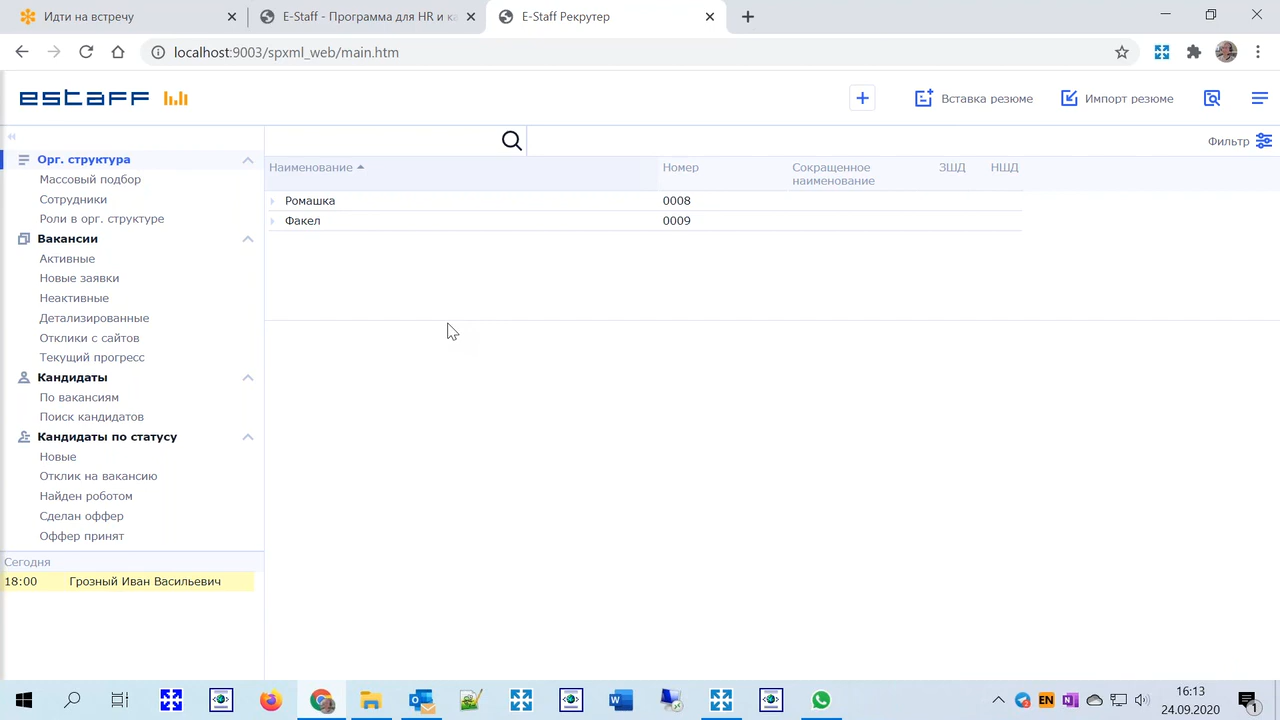 Идти на встречу
E-Staff - Программа для HR и ка
E-Staff Рекрутер
localhost:9003/spxml_web/main.htm
estaff
Вставка резюме
Импорт резюме
Фильтр
Орг. структура
Массовый подбор
Сотрудники
Роли в орг. структуре
Вакансии
Активные
Новые заявки
Неактивные
Детализированные
Отклики с сайтов
Текущий прогресс
Кандидаты
По вакансиям
Поиск кандидатов
Кандидаты по статусу
Новые
Отклик на вакансию
Найден роботом
Сделан оффер
Оффер принят
Сегодня
18:00 Грозный Иван Васильевич
Наименование Номер Сокращенное наименование ЗШД НШД
Ромашка 0008
Факел 0009
EN
16:13
24.09.2020
1